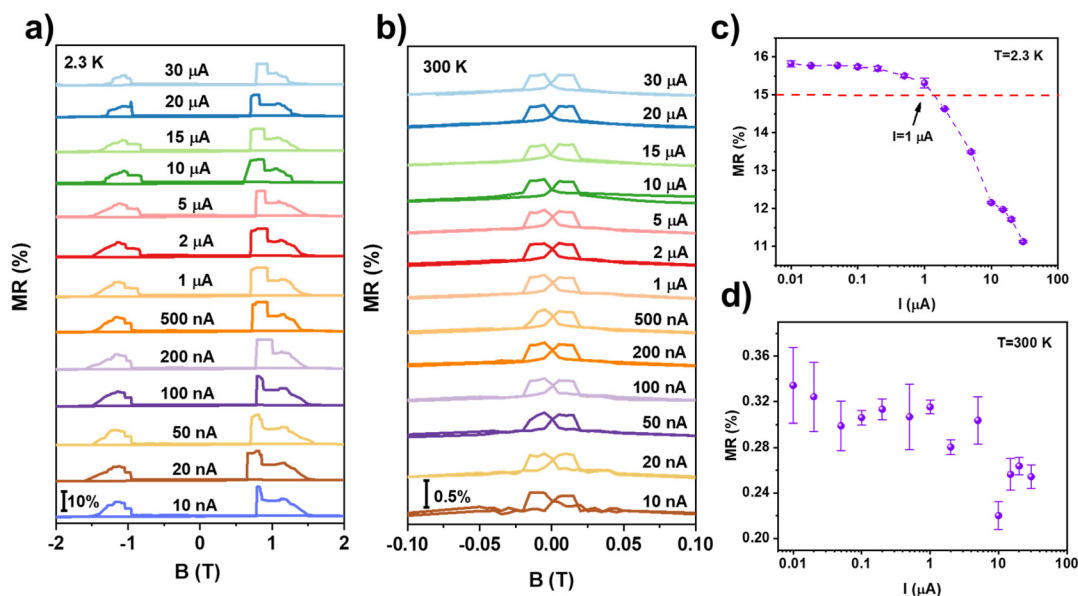 a)
2.3 K
30 μA
20 μA
15 μA
10 μA
5 μA
2 μA
1 μA
500 nA
200 nA
100 nA
50 nA
20 nA
10 nA
10%
MR (%)
-2 -1 0 1 2
B (T)
b)
300 K
30 μA
20 μA
15 μA
10 μA
5 μA
2 μA
1 μA
500 nA
200 nA
100 nA
50 nA
20 nA
10 nA
0.5%
MR (%)
-0.10 -0.05 0.00 0.05 0.10
B (T)
c)
T=2.3 K
16
15
14
13
12
11
I=1 μA
MR (%)
0.01 0.1 1 10 100
I (μA)
d)
T=300 K
0.36
0.32
0.28
0.24
0.20
MR (%)
0.01 0.1 1 10 100
I (μA)